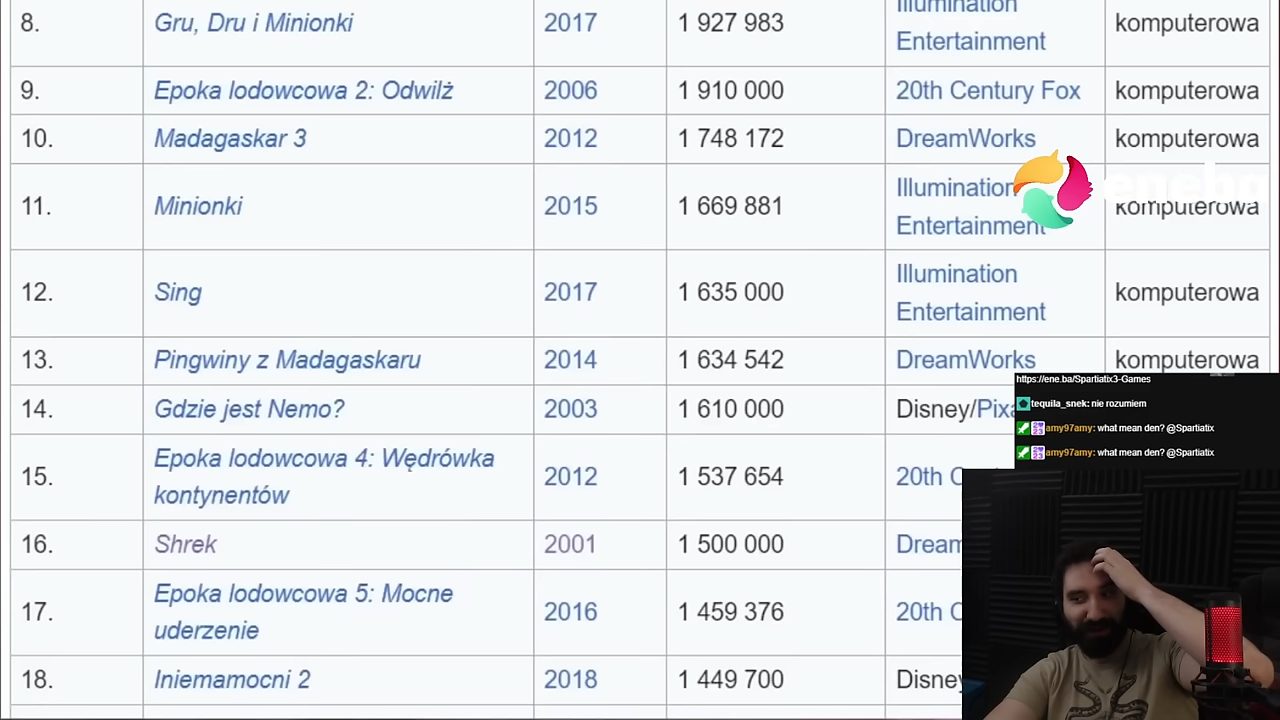 8. Gru, Dru i Minionki 2017 1 927 983 Illumination Entertainment komputerowa
9. Epoka lodowcowa 2: Odwilż 2006 1 910 000 20th Century Fox komputerowa
10. Madagaskar 3 2012 1 748 172 DreamWorks komputerowa
11. Minionki 2015 1 669 881 Illumination Entertainment komputerowa
eneba
12. Sing 2017 1 635 000 Illumination Entertainment komputerowa
13. Pingwiny z Madagaskaru 2014 1 634 542 DreamWorks komputerowa
14. Gdzie jest Nemo? 2003 1 610 000 Disney/Pixa
15. Epoka lodowcowa 4: Wędrówka kontynentów 2012 1 537 654 20th C
16. Shrek 2001 1 500 000 Dream
17. Epoka lodowcowa 5: Mocne uderzenie 2016 1 459 376 20th C
18. Iniemamocni 2 2018 1 449 700 Disney
https://ene.ba/Spartiatix3-Games
tequila_snek: nie rozumiem
amy97amy: what mean den? @Spartiatix
amy97amy: what mean den? @Spartiatix